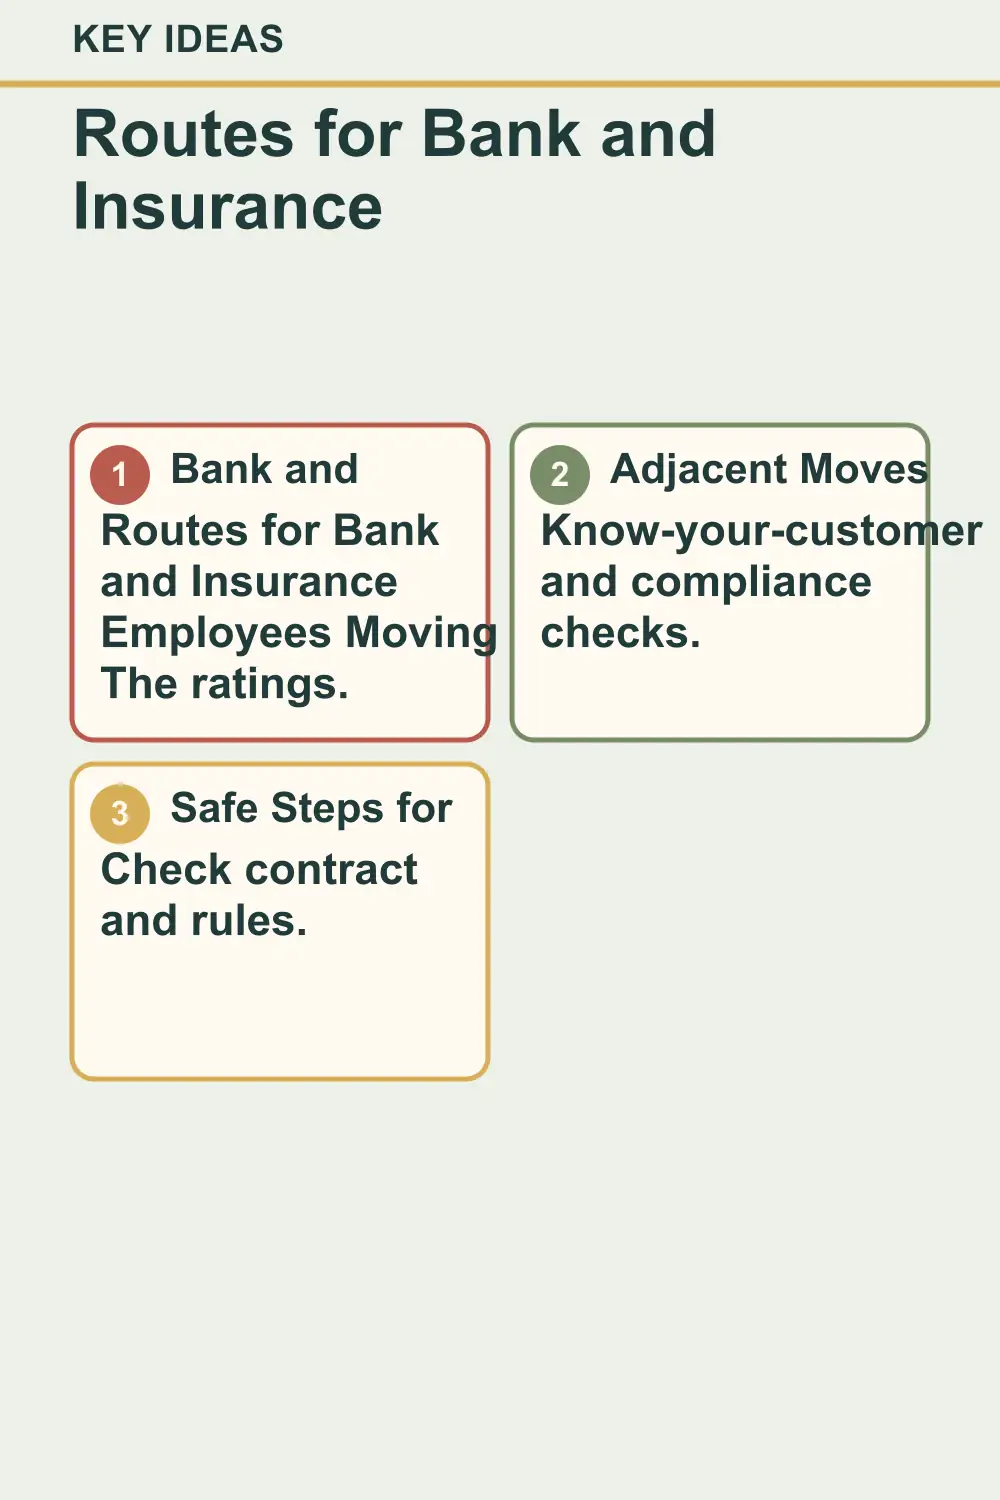 KEY IDEAS
Routes for Bank and
Insurance
1 Bank and
Routes for Bank
and Insurance
Employees Moving
The ratings.
2 Adjacent Moves
Know-your-customer
and compliance
checks.
3 Safe Steps for
Check contract
and rules.